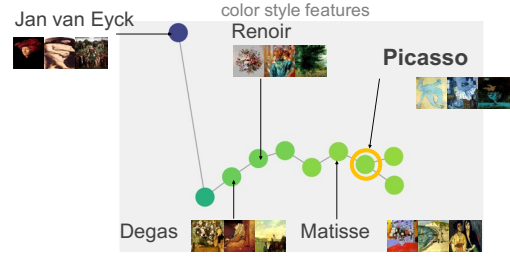 color style features
Jan van Eyck
Renoir
Picasso
Degas
Matisse